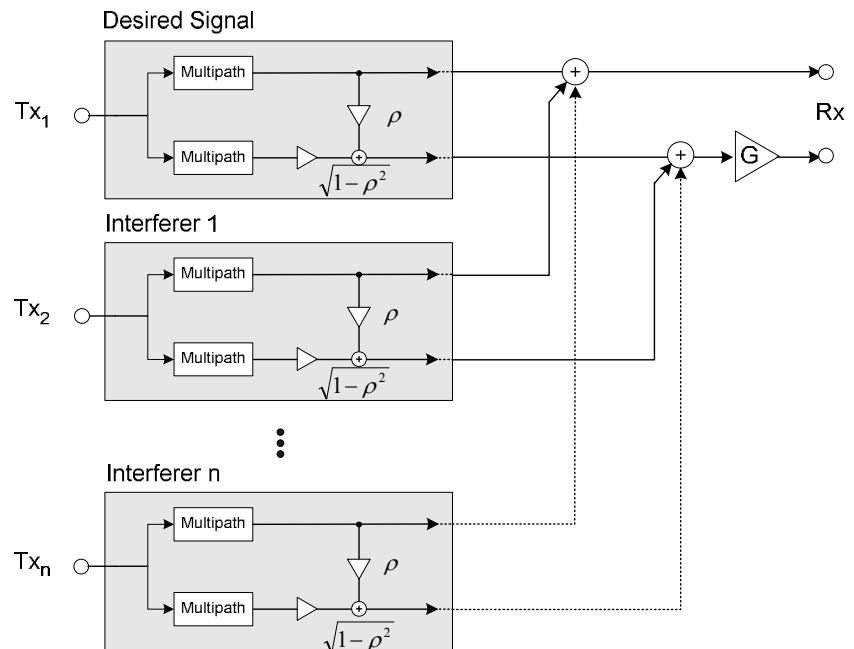 Desired Signal
Multipath
Tx₁
ρ
Rx
Multipath
+
√1−ρ²
+
+
G
Interferer 1
Multipath
Tx₂
ρ
Multipath
+
√1−ρ²
Interferer n
Multipath
Txₙ
ρ
Multipath
+
√1−ρ²